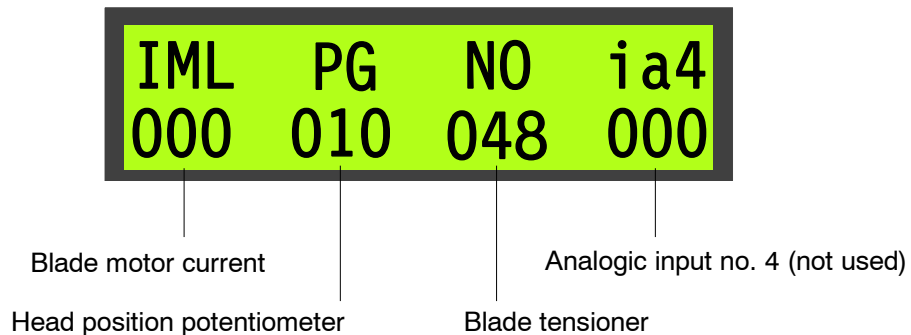 IML PG NO ia4
000 010 048 000
Blade motor current
Analogic input no. 4 (not used)
Head position potentiometer
Blade tensioner